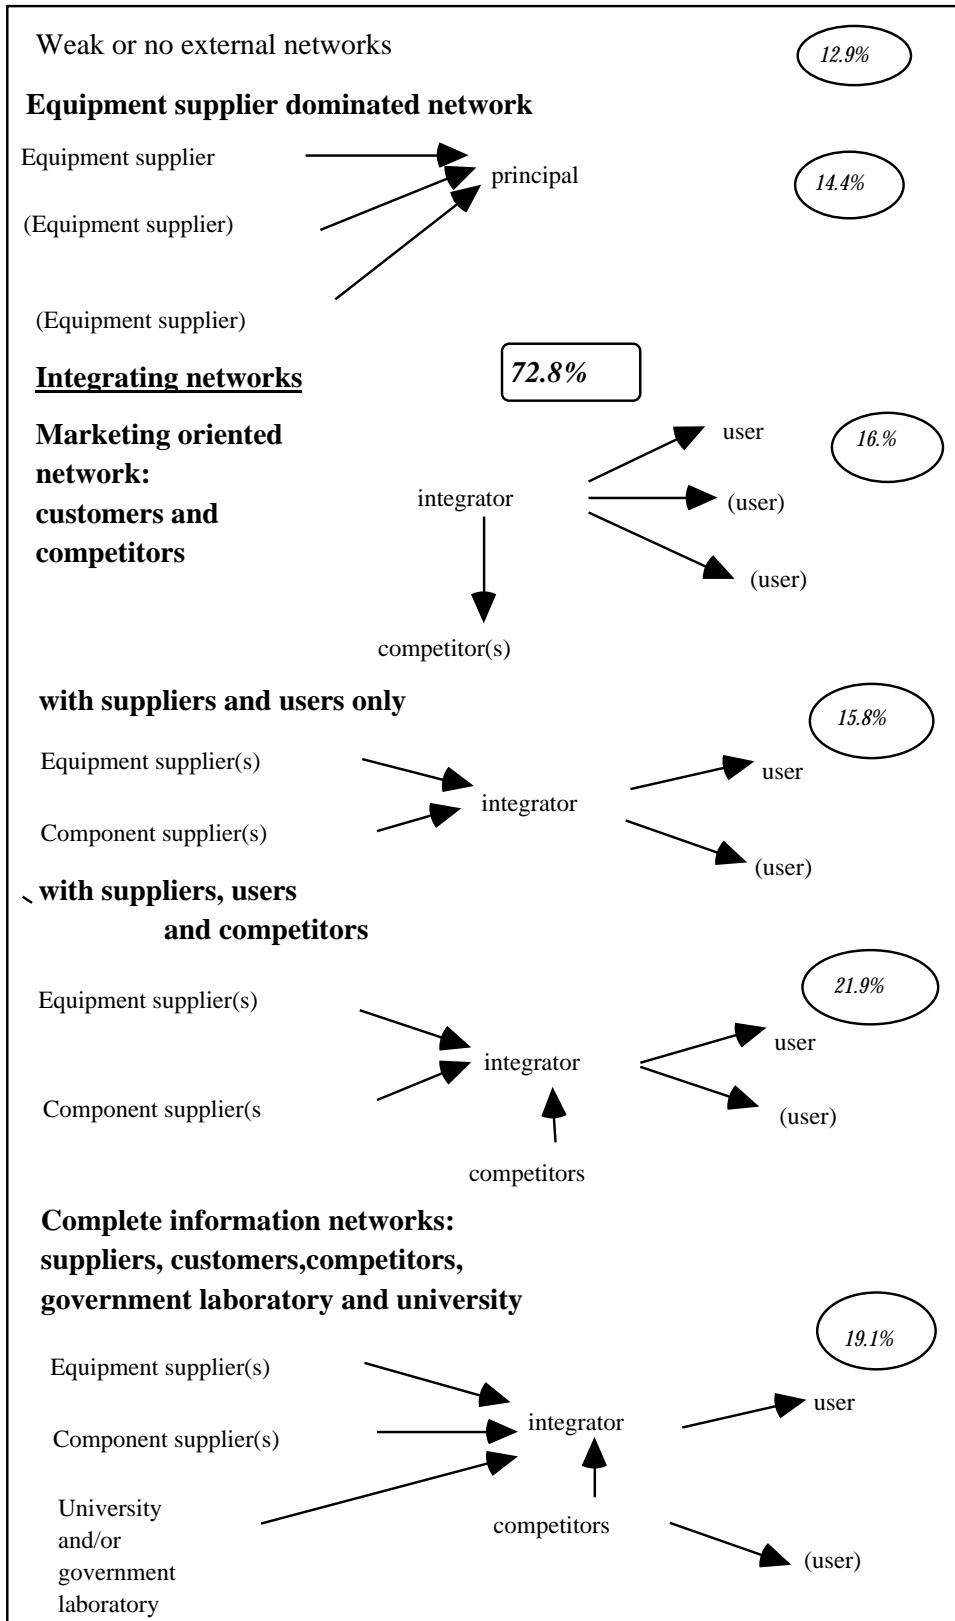 Weak or no external networks
12.9%
Equipment supplier dominated network
Equipment supplier
principal
14.4%
(Equipment supplier)
(Equipment supplier)
Integrating networks
72.8%
Marketing oriented
network:
customers and
competitors
user
16.%
integrator
(user)
(user)
competitor(s)
with suppliers and users only
15.8%
Equipment supplier(s)
user
integrator
Component supplier(s)
(user)
with suppliers, users
and competitors
21.9%
Equipment supplier(s)
user
integrator
Component supplier(s
(user)
competitors
Complete information networks:
suppliers, customers,competitors,
government laboratory and university
19.1%
Equipment supplier(s)
user
integrator
Component supplier(s)
University
and/or
government
laboratory
competitors
(user)